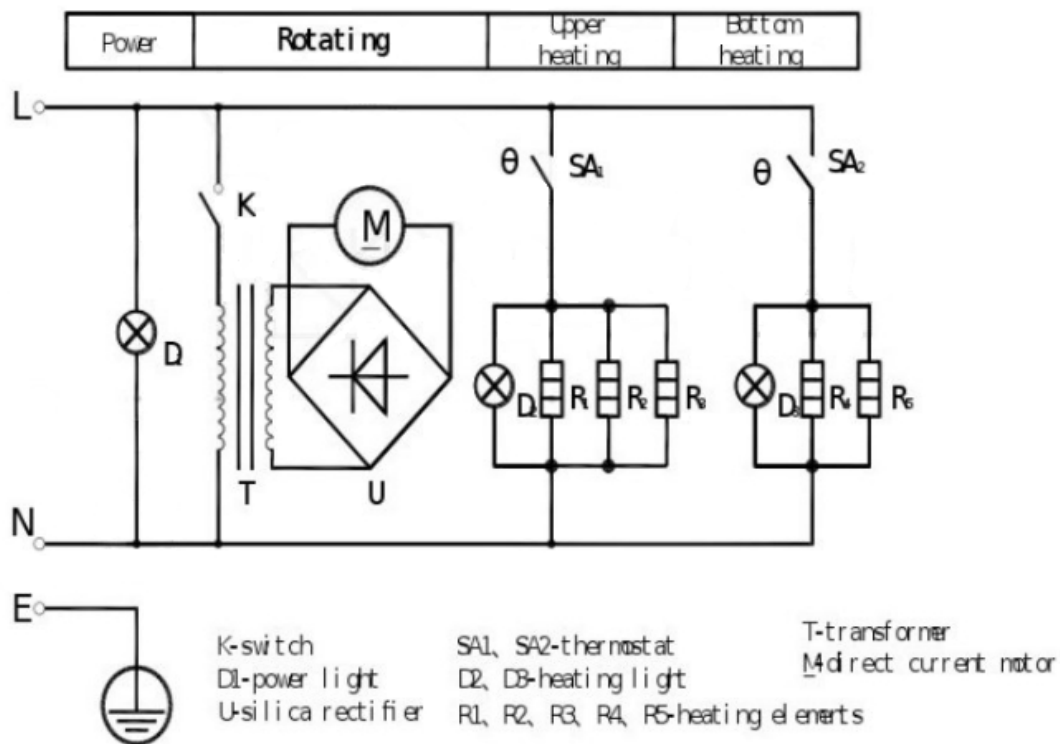 Power Rotating Upper heating Bottom heating
L
θ SA1 θ SA2
K
M
D1
D2 R1 R2 R3 D3 R4 R5
T U
N
E
K-switch SA1、SA2-thermostat T-transformer
D1-power light D2、D3-heating light M-direct current motor
U-silica rectifier R1、R2、R3、R4、R5-heating elements